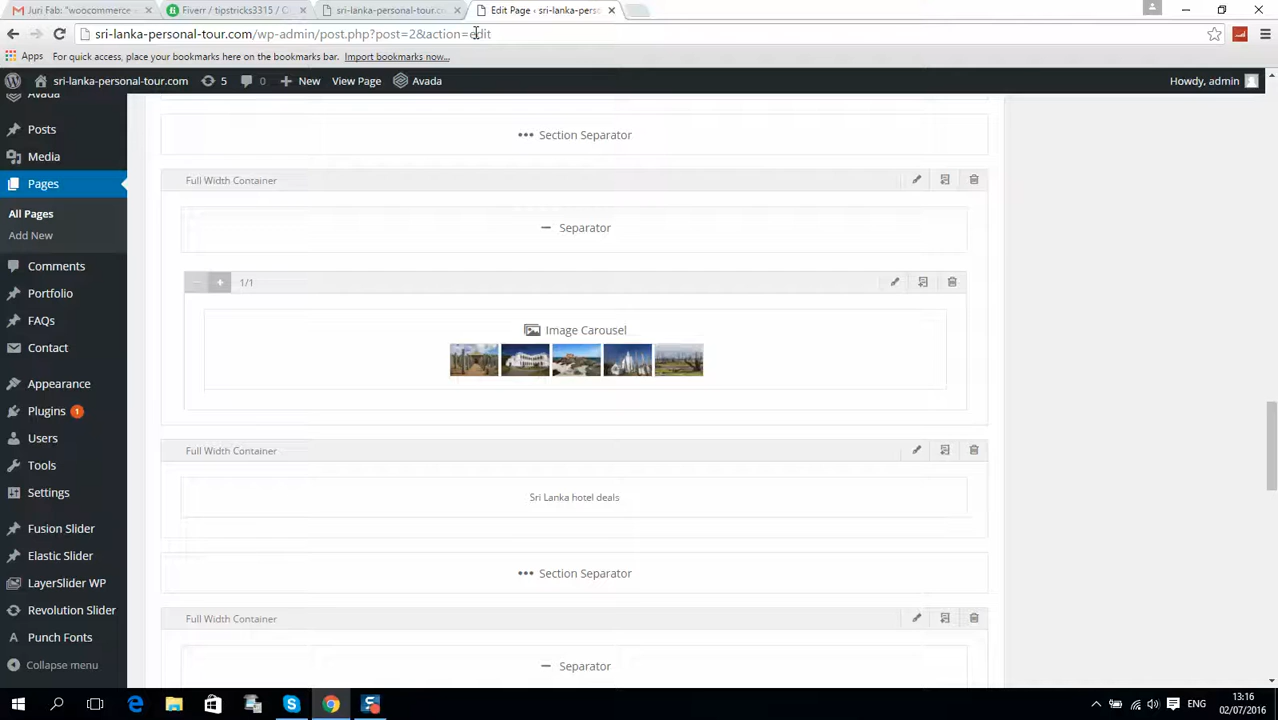 Juri Fab: "woocommerce
Fiverr / tipstricks3315 / C
sri-lanka-personal-tour.co
Edit Page ‹ sri-lanka-perso
sri-lanka-personal-tour.com/wp-admin/post.php?post=2&action=edit
Apps For quick access, place your bookmarks here on the bookmarks bar. Import bookmarks now...
sri-lanka-personal-tour.com 5 0 New View Page Avada Howdy, admin
Avada
Posts
Media
Pages
All Pages
Add New
Comments
Portfolio
FAQs
Contact
Appearance
Plugins 1
Users
Tools
Settings
Fusion Slider
Elastic Slider
LayerSlider WP
Revolution Slider
Punch Fonts
Collapse menu
Section Separator
Full Width Container
Separator
1/1
Image Carousel
Full Width Container
Sri Lanka hotel deals
Section Separator
Full Width Container
Separator
ENG
13:16
02/07/2016